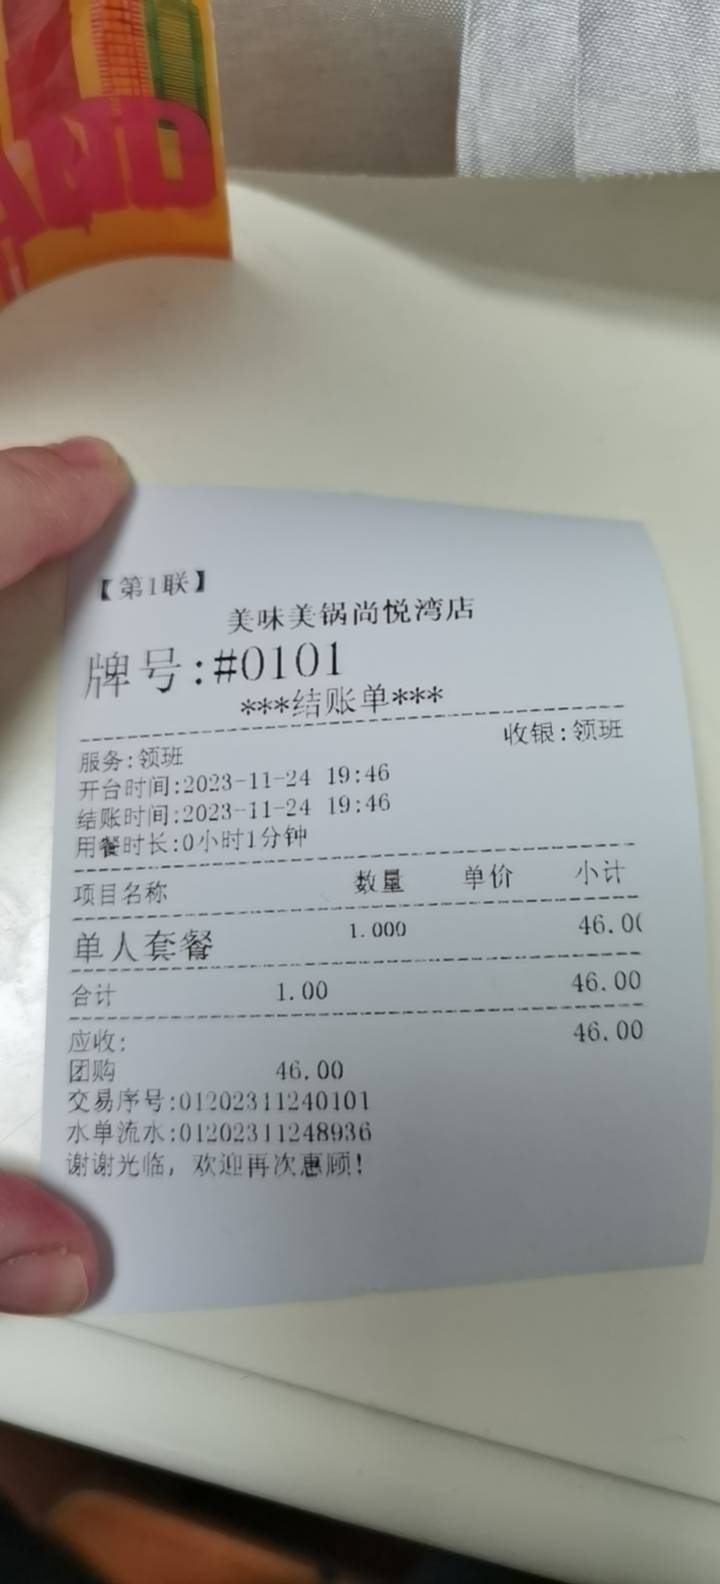 AND
【第1联】
美味美锅尚悦湾店
牌号:#0101
***结账单***
服务:领班 收银:领班
开台时间:2023-11-24 19:46
结账时间:2023-11-24 19:46
用餐时长:0小时1分钟
项目名称 数量 单价 小计
单人套餐 1.000 46.00
合计 1.00 46.00
应收: 46.00
团购 46.00
交易序号:01202311240101
水单流水:01202311248936
谢谢光临，欢迎再次惠顾!